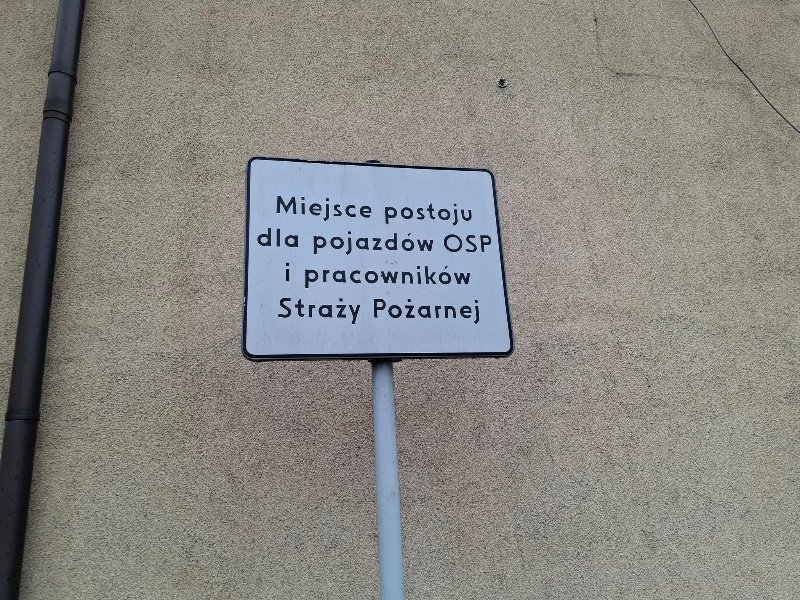 Miejsce postoju
dla pojazdów OSP
i pracowników
Straży Pożarnej